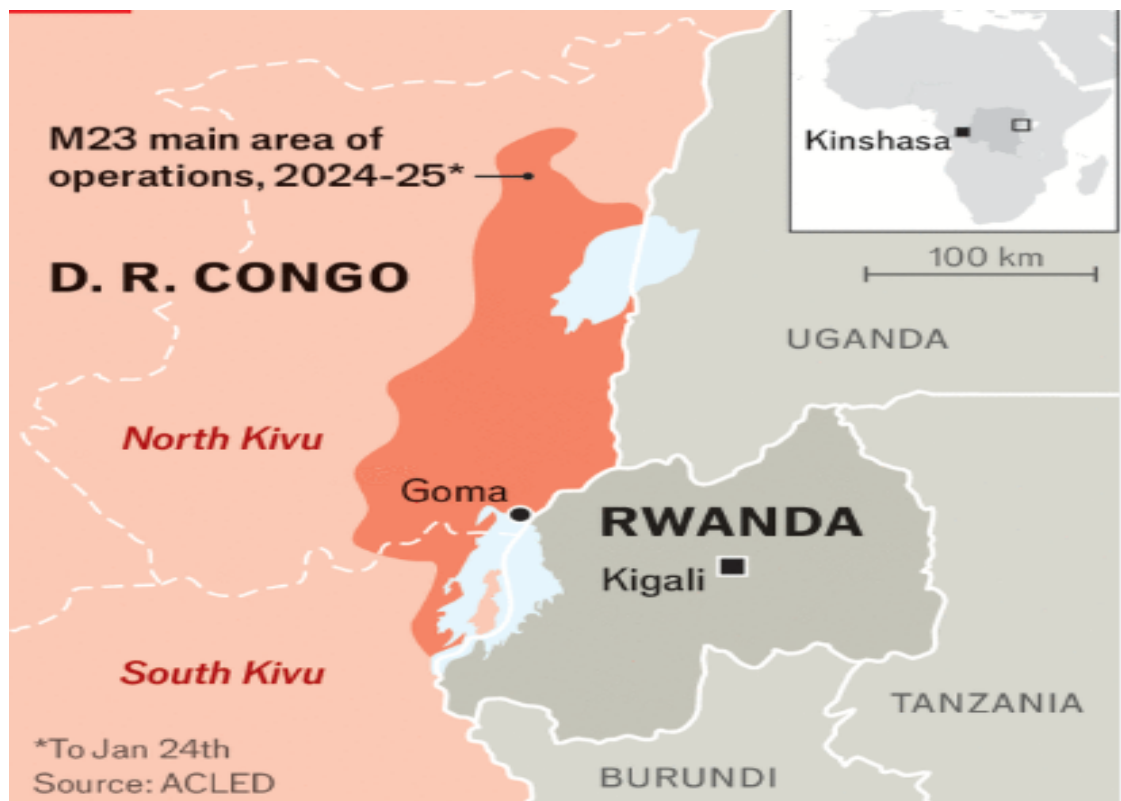 M23 main area of
operations, 2024-25*
D. R. CONGO
North Kivu
Goma
South Kivu
*To Jan 24th
Source: ACLED
Kinshasa
100 km
UGANDA
RWANDA
Kigali
TANZANIA
BURUNDI